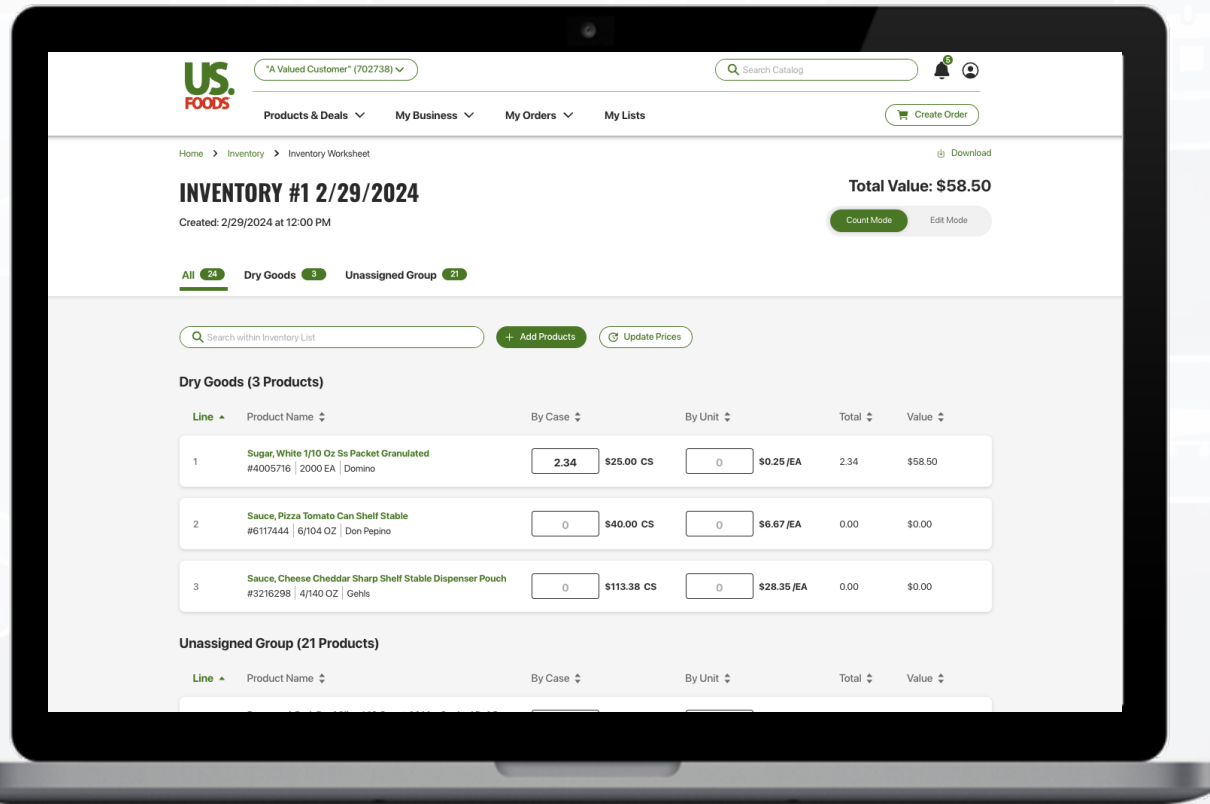 US.
FOODS
"A Valued Customer" (702738)
Search Catalog
5
Products & Deals
My Business
My Orders
My Lists
Create Order
Home > Inventory > Inventory Worksheet
Download
INVENTORY #1 2/29/2024
Total Value: $58.50
Created: 2/29/2024 at 12:00 PM
Count Mode
Edit Mode
All 24
Dry Goods 3
Unassigned Group 21
Search within Inventory List
+ Add Products
Update Prices
Dry Goods (3 Products)
Line Product Name By Case By Unit Total Value
1 Sugar, White 1/10 Oz Ss Packet Granulated 2.34 $25.00 CS 0 $0.25 /EA 2.34 $58.50
#4005716 | 2000 EA | Domino
2 Sauce, Pizza Tomato Can Shelf Stable 0 $40.00 CS 0 $6.67 /EA 0.00 $0.00
#6117444 | 6/104 OZ | Don Pepino
3 Sauce, Cheese Cheddar Sharp Shelf Stable Dispenser Pouch 0 $113.38 CS 0 $28.35 /EA 0.00 $0.00
#3216298 | 4/140 OZ | Gehls
Unassigned Group (21 Products)
Line Product Name By Case By Unit Total Value